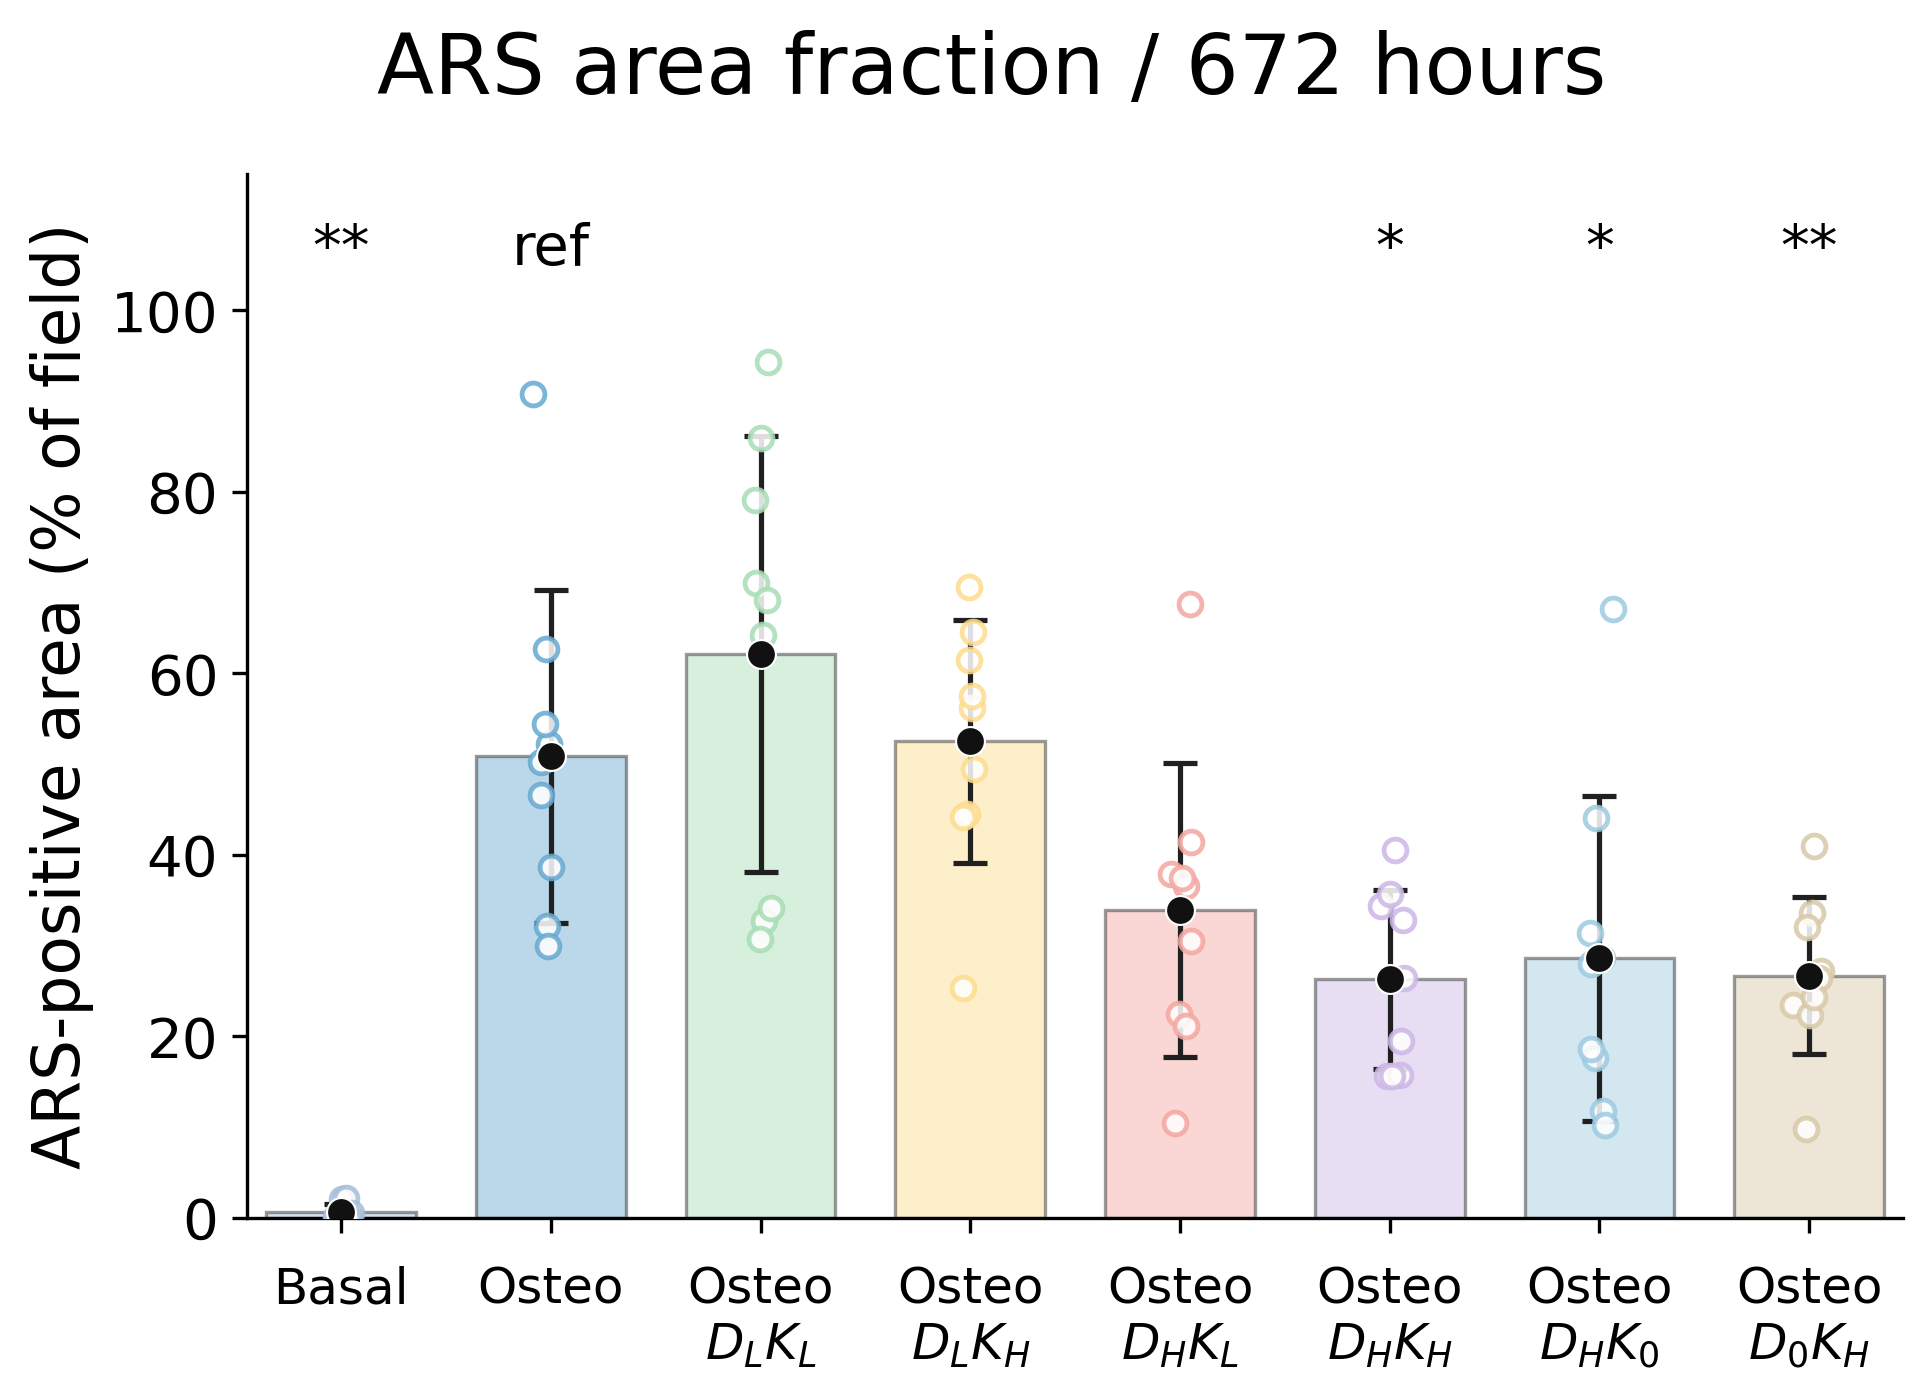 ARS area fraction / 672 hours
** ref * * **
ARS-positive area (% of field)
100
80
60
40
20
0
Basal Osteo Osteo Osteo Osteo Osteo Osteo Osteo
D_L K_L D_L K_H D_H K_L D_H K_H D_H K_0 D_0 K_H